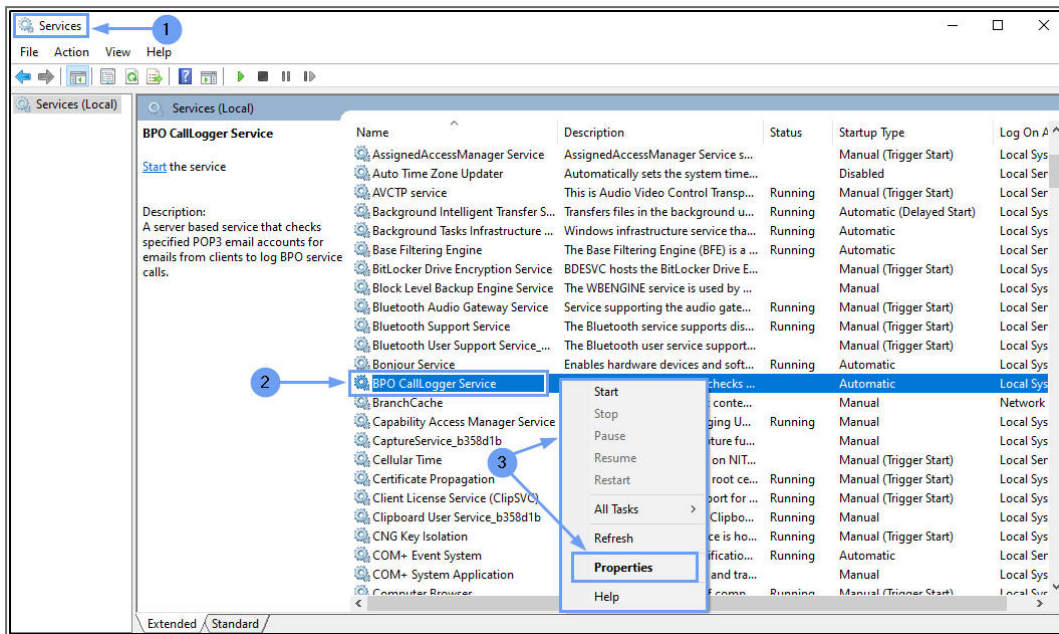 Services
1
File Action View Help
Services (Local)
Services (Local)
BPO CallLogger Service
Start the service
Description:
A server based service that checks
specified POP3 email accounts for
emails from clients to log BPO service
calls.
Name Description Status Startup Type Log On A
AssignedAccessManager Service AssignedAccessManager Service s... Manual (Trigger Start) Local Sys
Auto Time Zone Updater Automatically sets the system time... Disabled Local Ser
AVCTP service This is Audio Video Control Transp... Running Manual (Trigger Start) Local Ser
Background Intelligent Transfer S... Transfers files in the background u... Running Automatic (Delayed Start) Local Sys
Background Tasks Infrastructure ... Windows infrastructure service tha... Running Automatic Local Sys
Base Filtering Engine The Base Filtering Engine (BFE) is a ... Running Automatic Local Ser
BitLocker Drive Encryption Service BDESVC hosts the BitLocker Drive E... Manual (Trigger Start) Local Sys
Block Level Backup Engine Service The WBENGINE service is used by ... Manual Local Sys
Bluetooth Audio Gateway Service Service supporting the audio gate... Running Manual (Trigger Start) Local Ser
Bluetooth Support Service The Bluetooth service supports dis... Running Manual (Trigger Start) Local Ser
Bluetooth User Support Service_... The Bluetooth user service support... Manual (Trigger Start) Local Sys
Bonjour Service Enables hardware devices and soft... Running Automatic Local Sys
2
BPO CallLogger Service checks ... Automatic Local Sys
BranchCache conte... Manual Network
Capability Access Manager Service ging U... Running Manual Local Sys
CaptureService_b358d1b ture fu... Manual Local Sys
Cellular Time on NIT... Manual (Trigger Start) Local Ser
Certificate Propagation root ce... Running Manual (Trigger Start) Local Sys
Client License Service (ClipSVC) port for ... Running Manual (Trigger Start) Local Sys
Clipboard User Service_b358d1b Clipbo... Running Manual Local Sys
CNG Key Isolation ce is ho... Running Manual (Trigger Start) Local Sys
COM+ Event System ificatio... Running Automatic Local Ser
COM+ System Application and tra... Manual Local Sys
Computer Browser f comp... Running Manual (Trigger Start) Local Sys
Start
Stop
Pause
Resume
Restart
All Tasks
Refresh
Properties
Help
3
Extended Standard